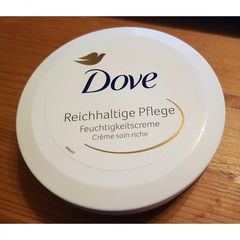 Dove
Reichhaltige Pflege
Feuchtigkeitscreme
Crème soin riche